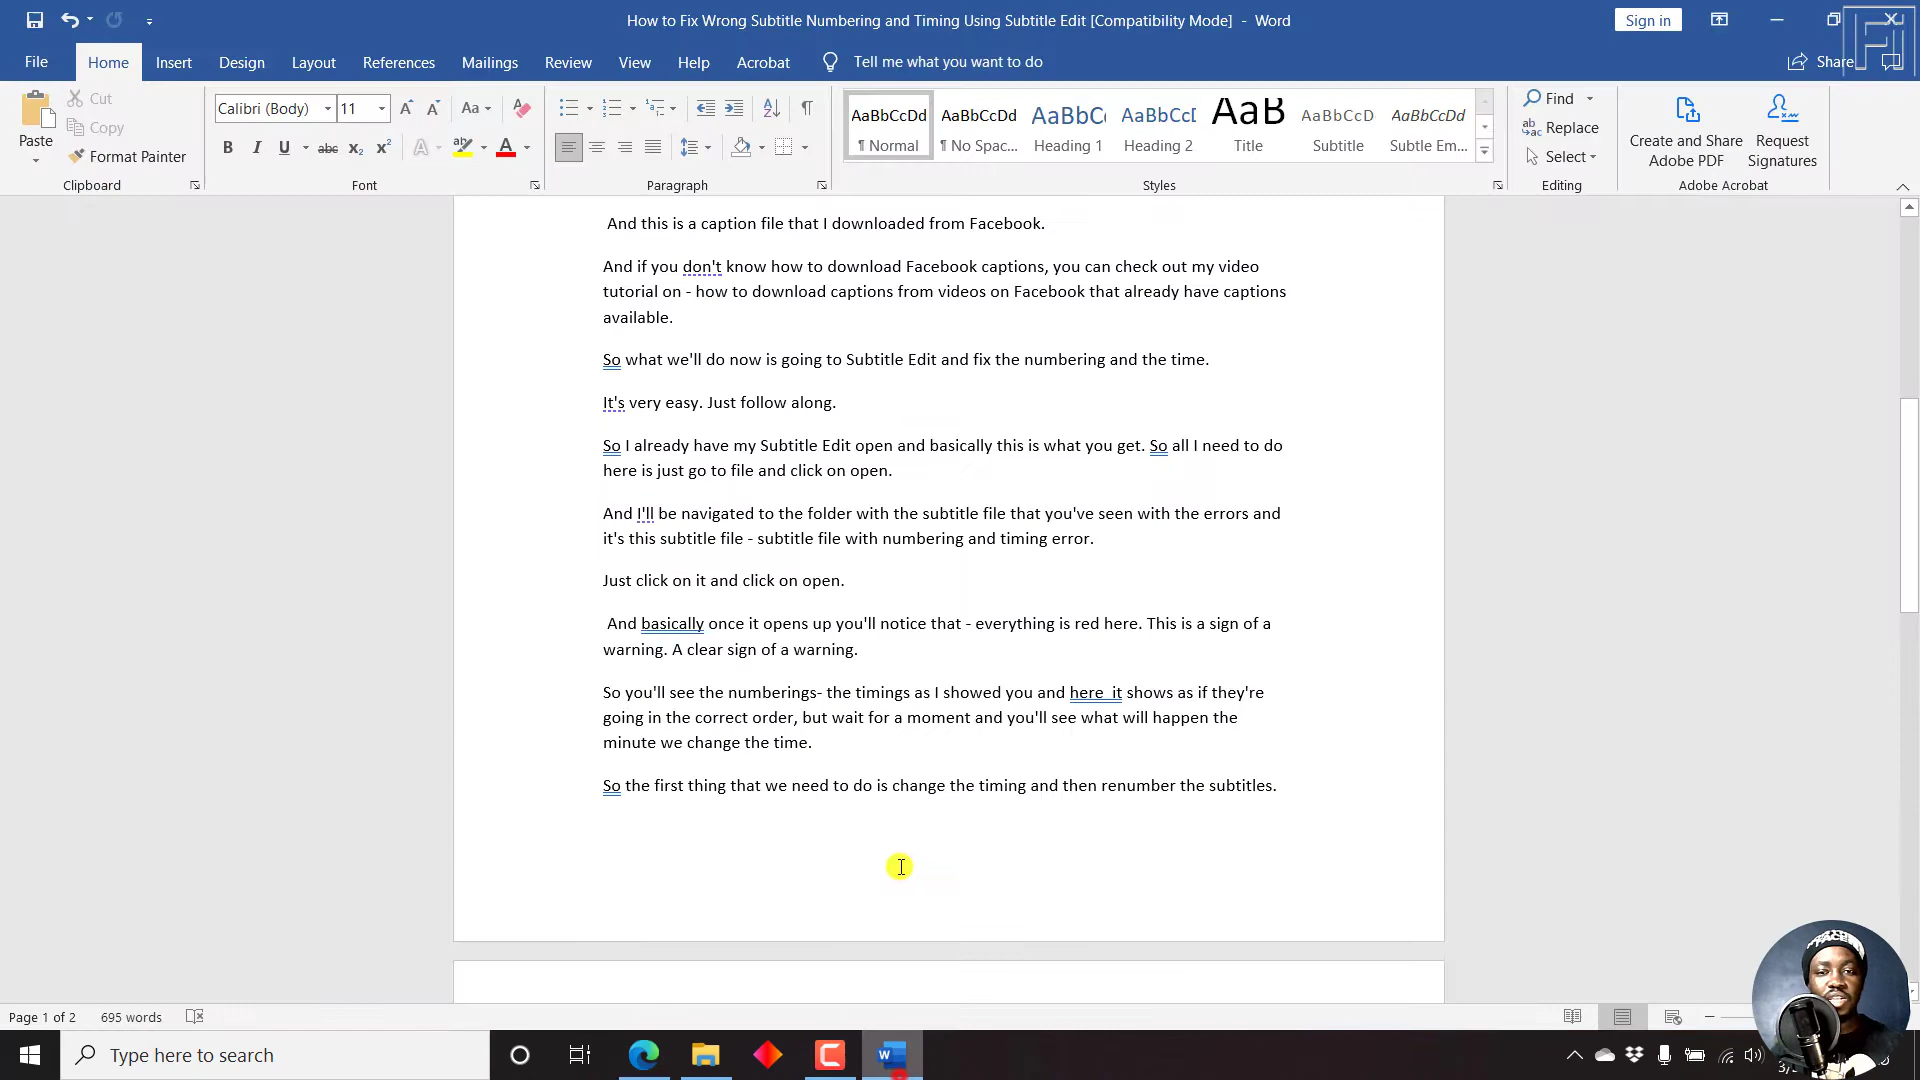 How to Fix Wrong Subtitle Numbering and Timing Using Subtitle Edit [Compatibility Mode] - Word
Sign in
File Home Insert Design Layout References Mailings Review View Help Acrobat Tell me what you want to do Share
Paste Cut Copy Format Painter
Calibri (Body) 11
AaBbCcDd AaBbCcDd AaBbC( AaBbCcI AaB AaBbCcD AaBbCcDd
¶ Normal ¶ No Spac... Heading 1 Heading 2 Title Subtitle Subtle Em...
Find
Replace
Select
Create and Share Adobe PDF
Request Signatures
Clipboard Font Paragraph Styles Editing Adobe Acrobat
And this is a caption file that I downloaded from Facebook.
And if you don't know how to download Facebook captions, you can check out my video
tutorial on - how to download captions from videos on Facebook that already have captions
available.
So what we'll do now is going to Subtitle Edit and fix the numbering and the time.
It's very easy. Just follow along.
So I already have my Subtitle Edit open and basically this is what you get. So all I need to do
here is just go to file and click on open.
And I'll be navigated to the folder with the subtitle file that you've seen with the errors and
it's this subtitle file - subtitle file with numbering and timing error.
Just click on it and click on open.
And basically once it opens up you'll notice that - everything is red here. This is a sign of a
warning. A clear sign of a warning.
So you'll see the numberings- the timings as I showed you and here  it shows as if they're
going in the correct order, but wait for a moment and you'll see what will happen the
minute we change the time.
So the first thing that we need to do is change the timing and then renumber the subtitles.
Page 1 of 2 695 words
Type here to search